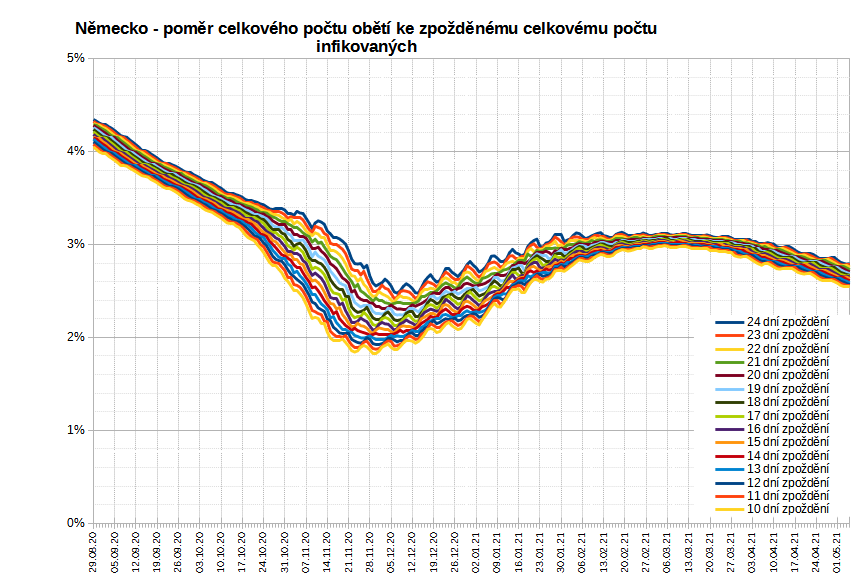 Německo - poměr celkového počtu obětí ke zpožděnému celkovému počtu
infikovaných
5%
4%
3%
2%
1%
0%
24 dní zpoždění
23 dní zpoždění
22 dní zpoždění
21 dní zpoždění
20 dní zpoždění
19 dní zpoždění
18 dní zpoždění
17 dní zpoždění
16 dní zpoždění
15 dní zpoždění
14 dní zpoždění
13 dní zpoždění
12 dní zpoždění
11 dní zpoždění
10 dní zpoždění
29.08.20
05.09.20
12.09.20
19.09.20
26.09.20
03.10.20
10.10.20
17.10.20
24.10.20
31.10.20
07.11.20
14.11.20
21.11.20
28.11.20
05.12.20
12.12.20
19.12.20
26.12.20
02.01.21
09.01.21
16.01.21
23.01.21
30.01.21
06.02.21
13.02.21
20.02.21
27.02.21
06.03.21
13.03.21
20.03.21
27.03.21
03.04.21
10.04.21
17.04.21
24.04.21
01.05.21